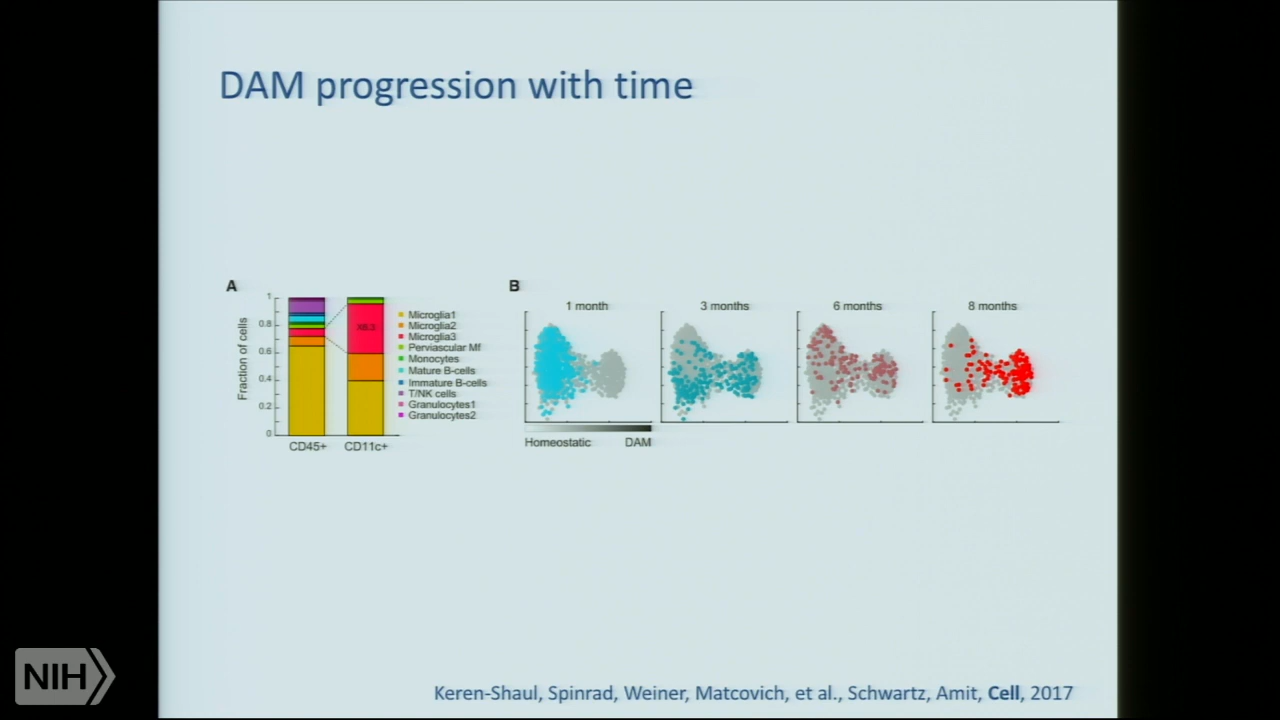 DAM progression with time
A
Fraction of cells
1
0.8
0.6
0.4
0.2
0
X6.3
CD45+ CD11c+
Microglia1
Microglia2
Microglia3
Perviascular Mf
Monocytes
Mature B-cells
Immature B-cells
T/NK cells
Granulocytes1
Granulocytes2
B
1 month 3 months 6 months 8 months
Homeostatic DAM
Keren-Shaul, Spinrad, Weiner, Matcovich, et al., Schwartz, Amit, Cell, 2017
NIH